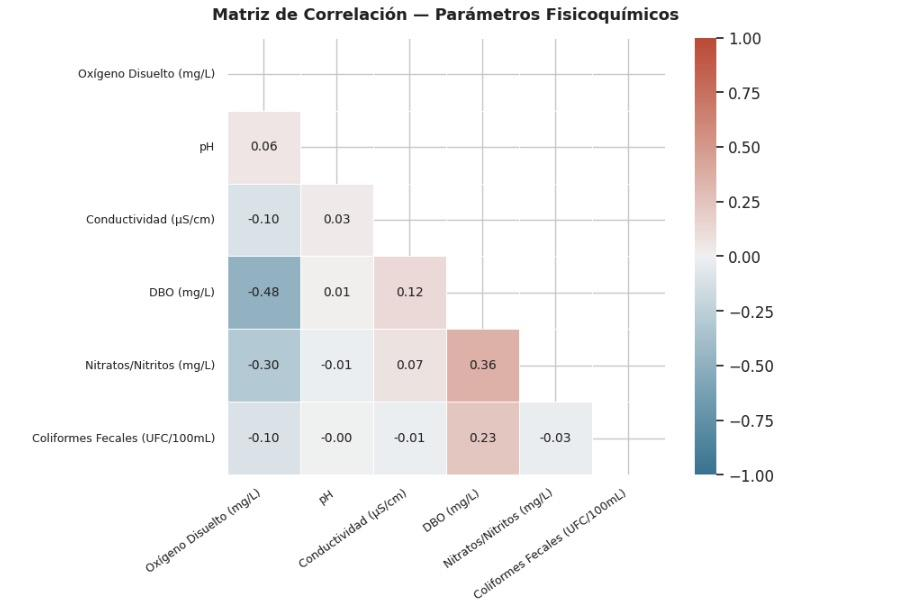 Matriz de Correlación — Parámetros Fisicoquímicos
1.00
Oxígeno Disuelto (mg/L)
0.75
pH
0.06
0.50
0.25
Conductividad (µS/cm)
-0.10
0.03
0.00
DBO (mg/L)
-0.48
0.01
0.12
−0.25
Nitratos/Nitritos (mg/L)
-0.30
-0.01
0.07
0.36
−0.50
Coliformes Fecales (UFC/100mL)
-0.10
-0.00
-0.01
0.23
-0.03
−0.75
−1.00
Oxígeno Disuelto (mg/L)
pH
Conductividad (µS/cm)
DBO (mg/L)
Nitratos/Nitritos (mg/L)
Coliformes Fecales (UFC/100mL)